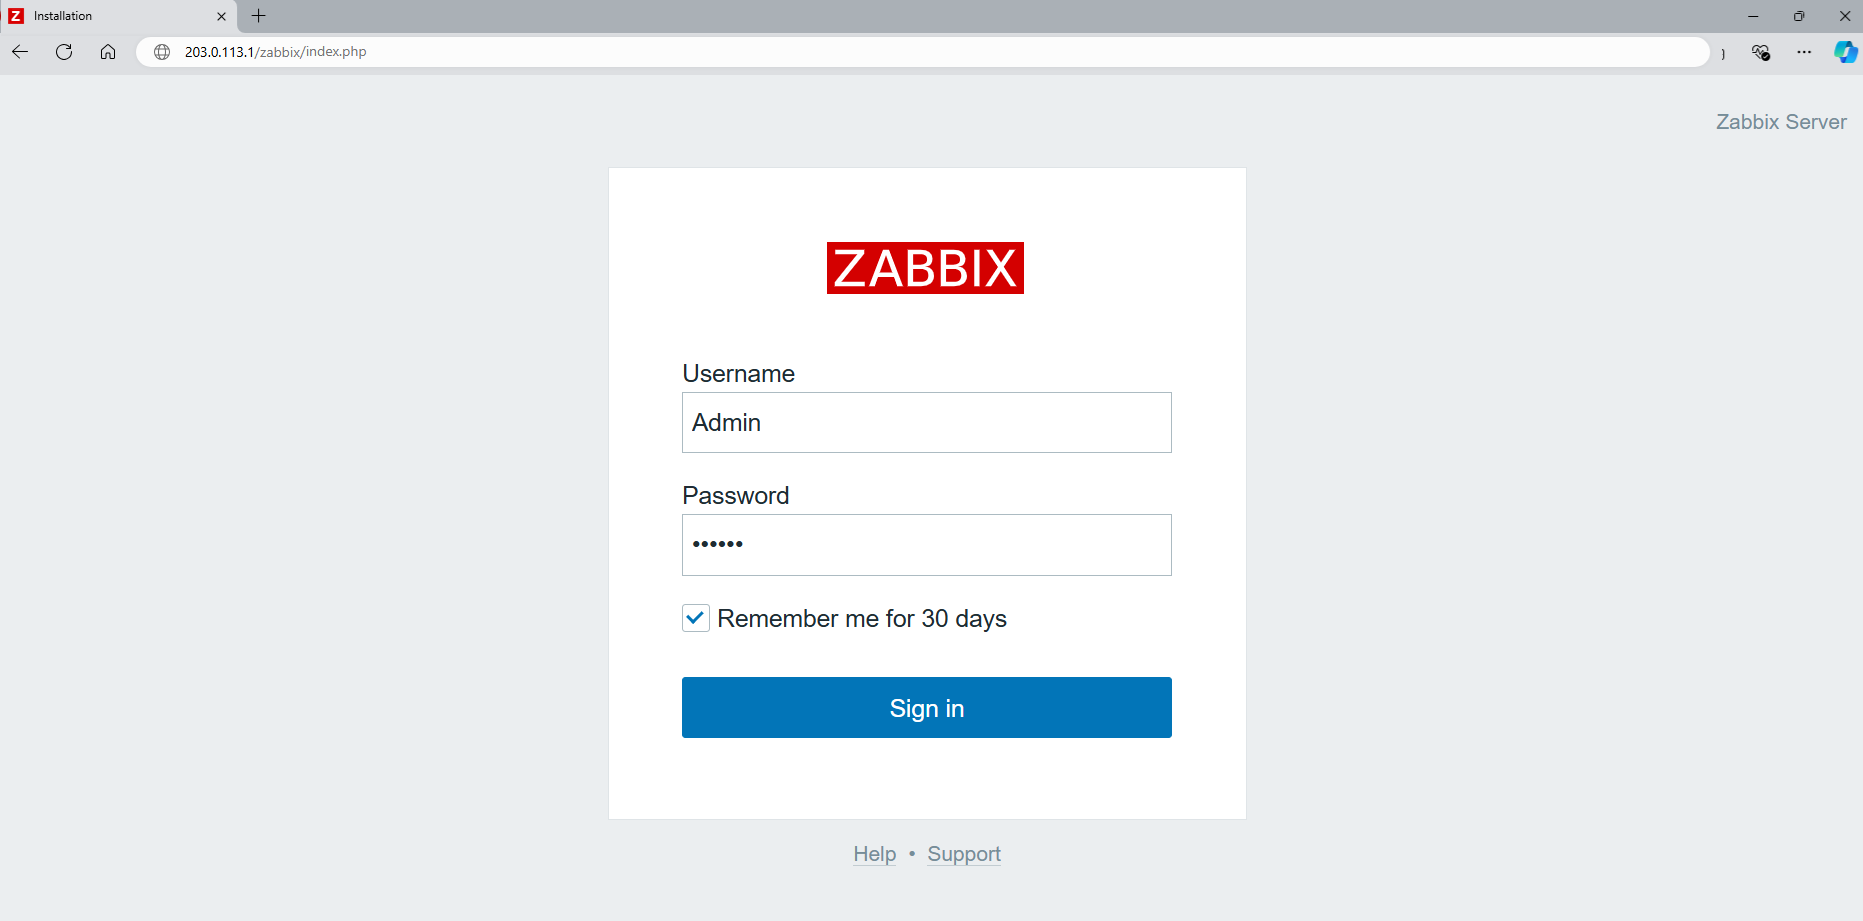 Z Installation
203.0.113.1/zabbix/index.php
Zabbix Server
ZABBIX
Username
Admin
Password
••••••
Remember me for 30 days
Sign in
Help • Support